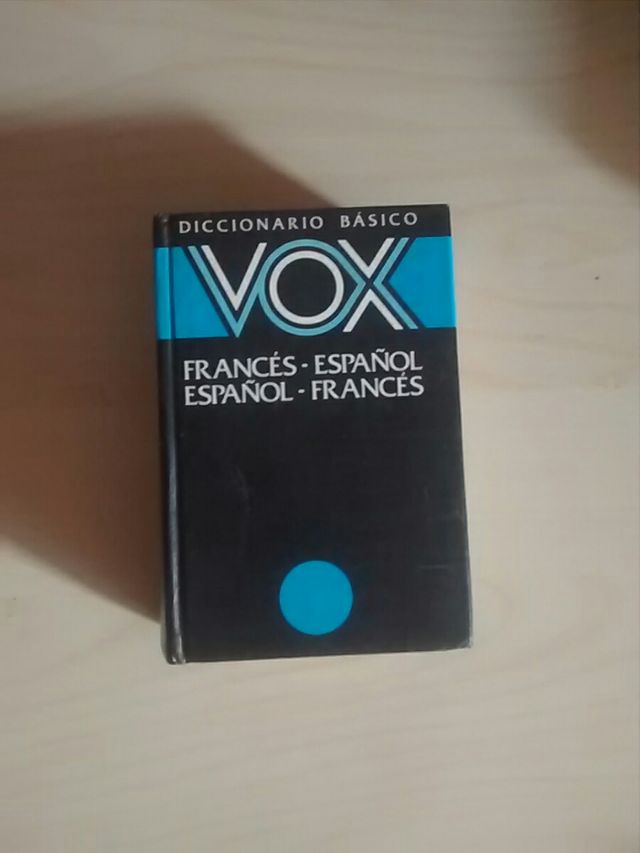 DICCIONARIO BÁSICO
VOX
FRANCÉS - ESPAÑOL
ESPAÑOL - FRANCÉS